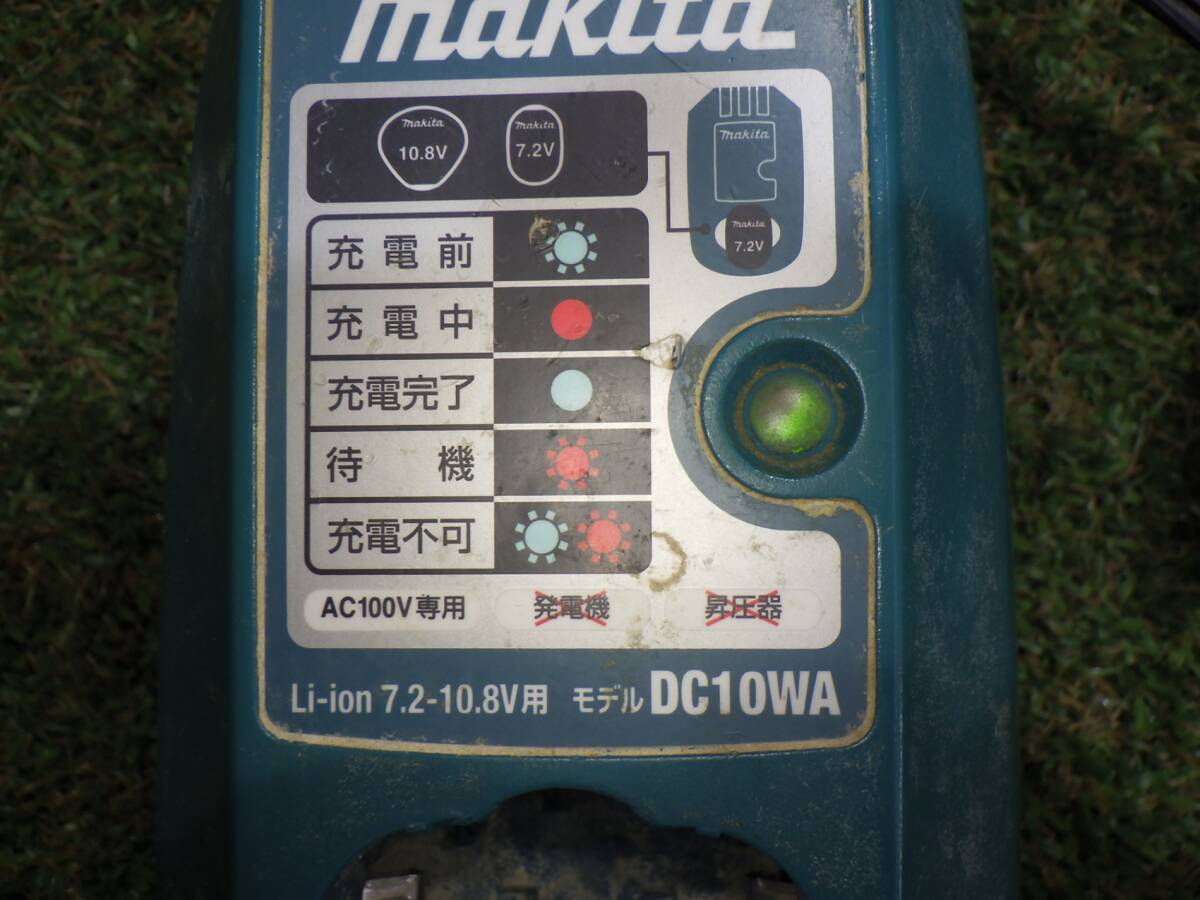 makita
makita
10.8V
makita
7.2V
makita
makita
7.2V
充電前
充電中
充電完了
待機
充電不可
AC100V専用
発電機
昇圧器
Li-ion 7.2-10.8V用 モデル DC10WA